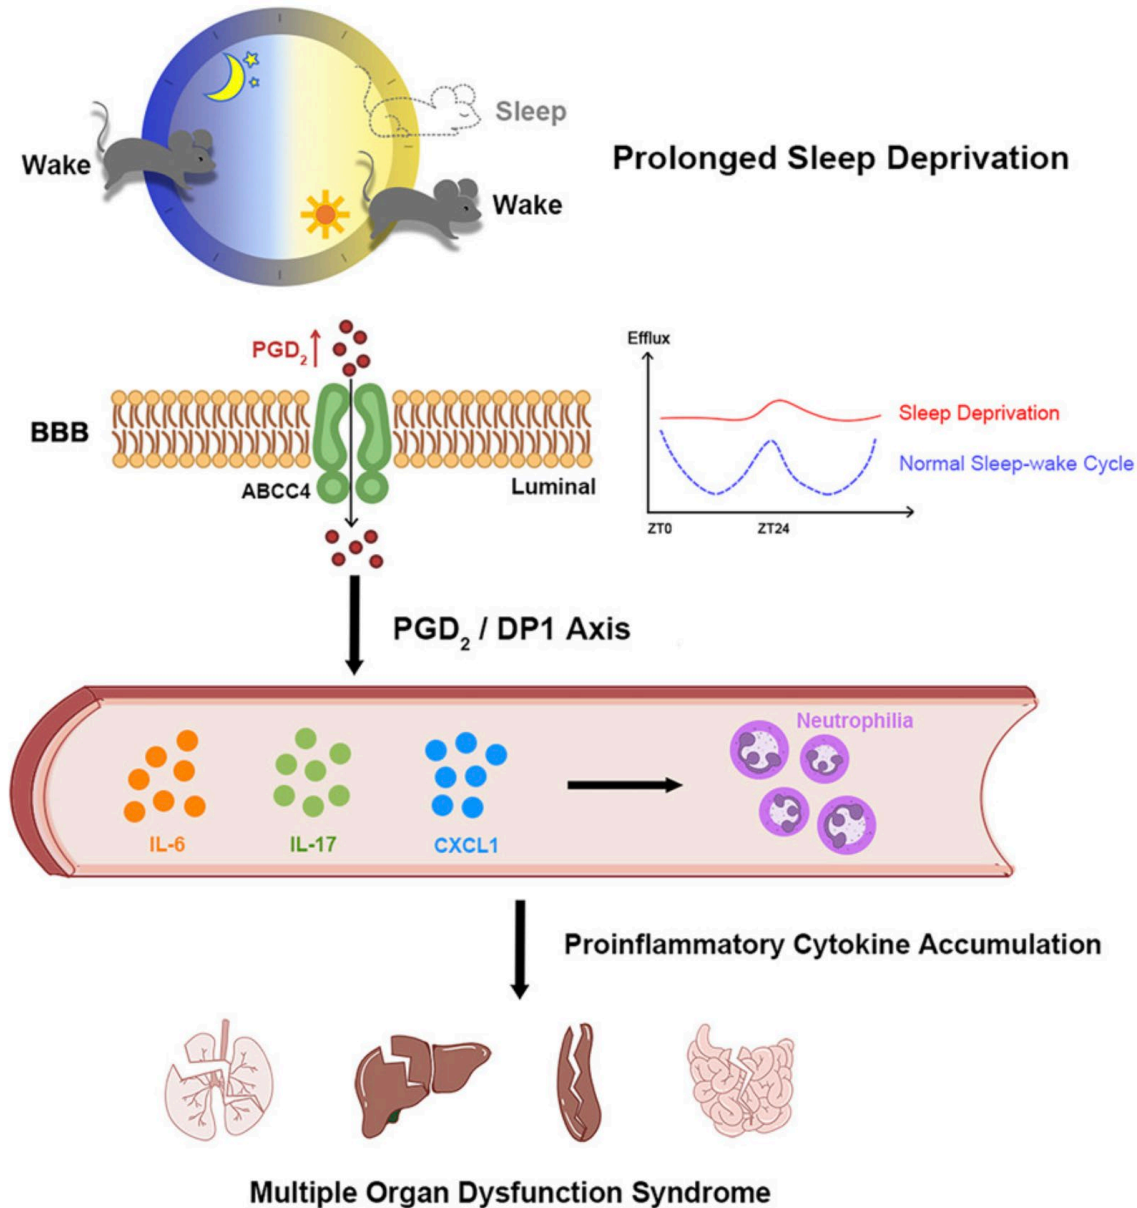 Sleep
Wake
Wake
Prolonged Sleep Deprivation
PGD2
BBB
ABCC4
Luminal
Efflux
Sleep Deprivation
Normal Sleep-wake Cycle
ZT0
ZT24
PGD2 / DP1 Axis
Neutrophilia
IL-6
IL-17
CXCL1
Proinflammatory Cytokine Accumulation
Multiple Organ Dysfunction Syndrome